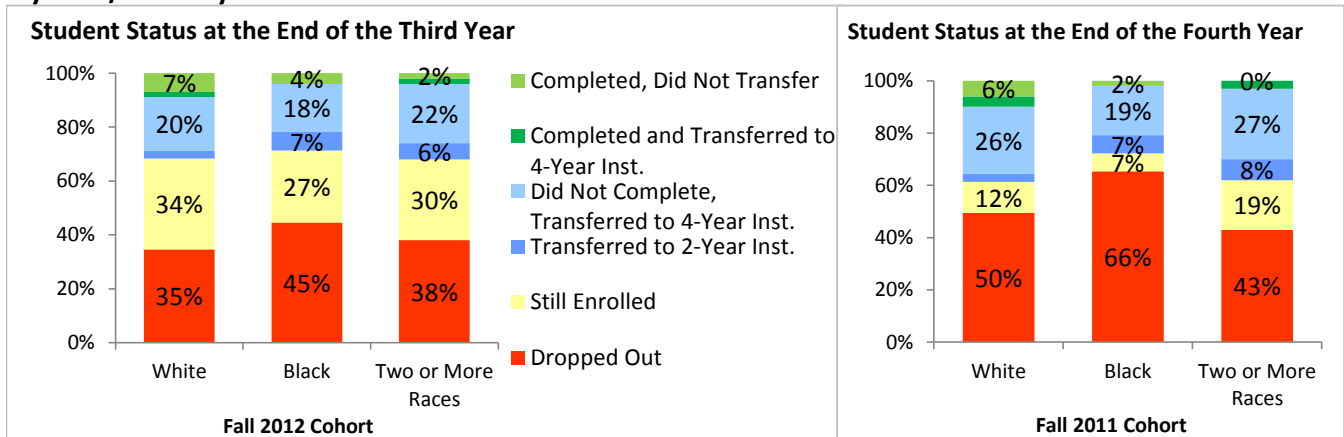 Student Status at the End of the Third Year
100%
80%
60%
40%
20%
0%
7%
20%
34%
35%
4%
18%
7%
27%
45%
2%
22%
6%
30%
38%
White
Black
Two or More
Races
Fall 2012 Cohort
Completed, Did Not Transfer
Completed and Transferred to
4-Year Inst.
Did Not Complete,
Transferred to 4-Year Inst.
Transferred to 2-Year Inst.
Still Enrolled
Dropped Out
Student Status at the End of the Fourth Year
100%
80%
60%
40%
20%
0%
6%
26%
12%
50%
2%
19%
7%
7%
66%
0%
27%
8%
19%
43%
White
Black
Two or More
Races
Fall 2011 Cohort